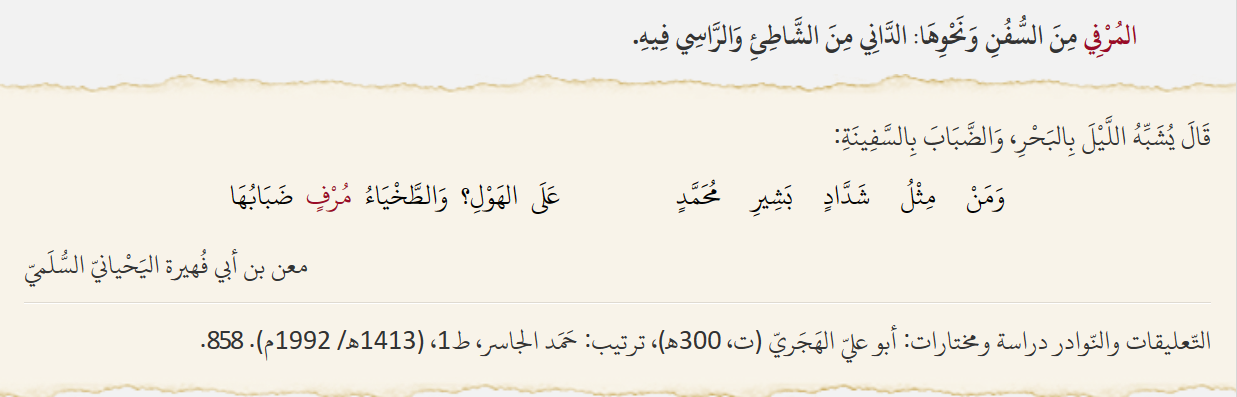 المُرْفِي مِنَ السُّفُنِ وَنَحْوِهَا: الدَّانِي مِنَ الشَّاطِئِ وَالرَّاسِي فِيهِ.
قَالَ يُشَبِّهُ اللَّيْلَ بِالبَحْرِ، وَالضَّبَابَ بِالسَّفِينَةِ:
وَمَنْ مِثْلُ شَدَّادٍ بَشِيرِ مُحَمَّدٍ عَلَى الهَوْلِ؟ وَالطَّخْيَاءُ مُرْفٍ ضَبَابُهَا
معن بن أبي فُهيرة اليَحْيانيّ السُّلَميّ
التّعليقات والنّوادر دراسة ومختارات: أبو عليّ الهَجَريّ (ت، 300هـ)، ترتيب: حَمَد الجاسر، ط1، (1413هـ/ 1992م). 858.